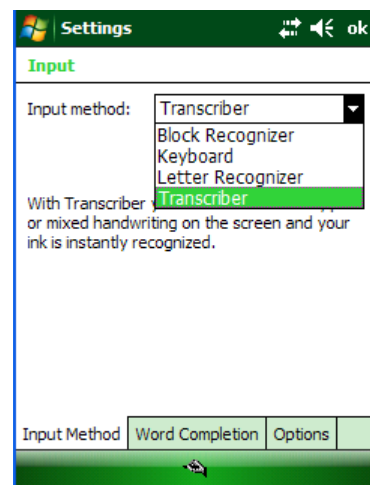 Settings ok
Input
Input method: Transcriber
Block Recognizer
Keyboard
Letter Recognizer
Transcriber
With Transcriber
or mixed handwriting on the screen and your
ink is instantly recognized.
Input Method Word Completion Options